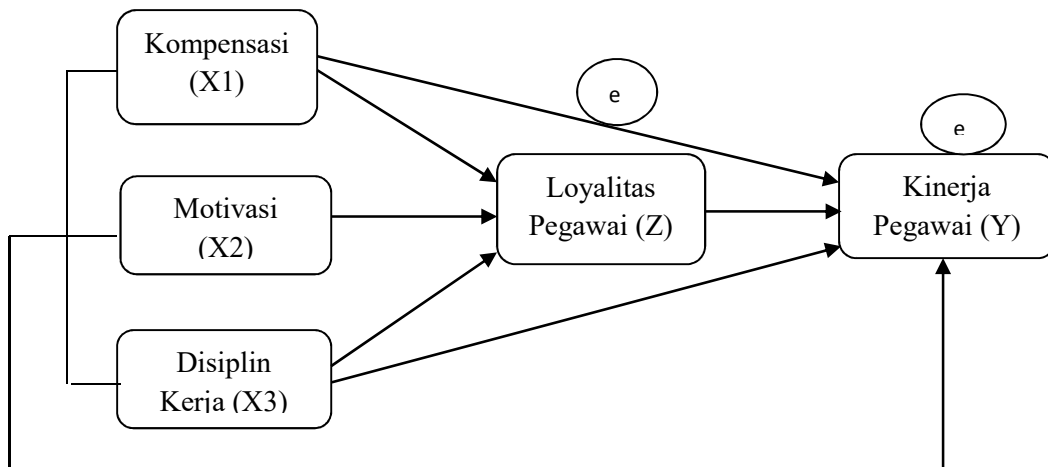 Kompensasi
(X1)
e
e
Motivasi
(X2)
Loyalitas
Pegawai (Z)
Kinerja
Pegawai (Y)
Disiplin
Kerja (X3)